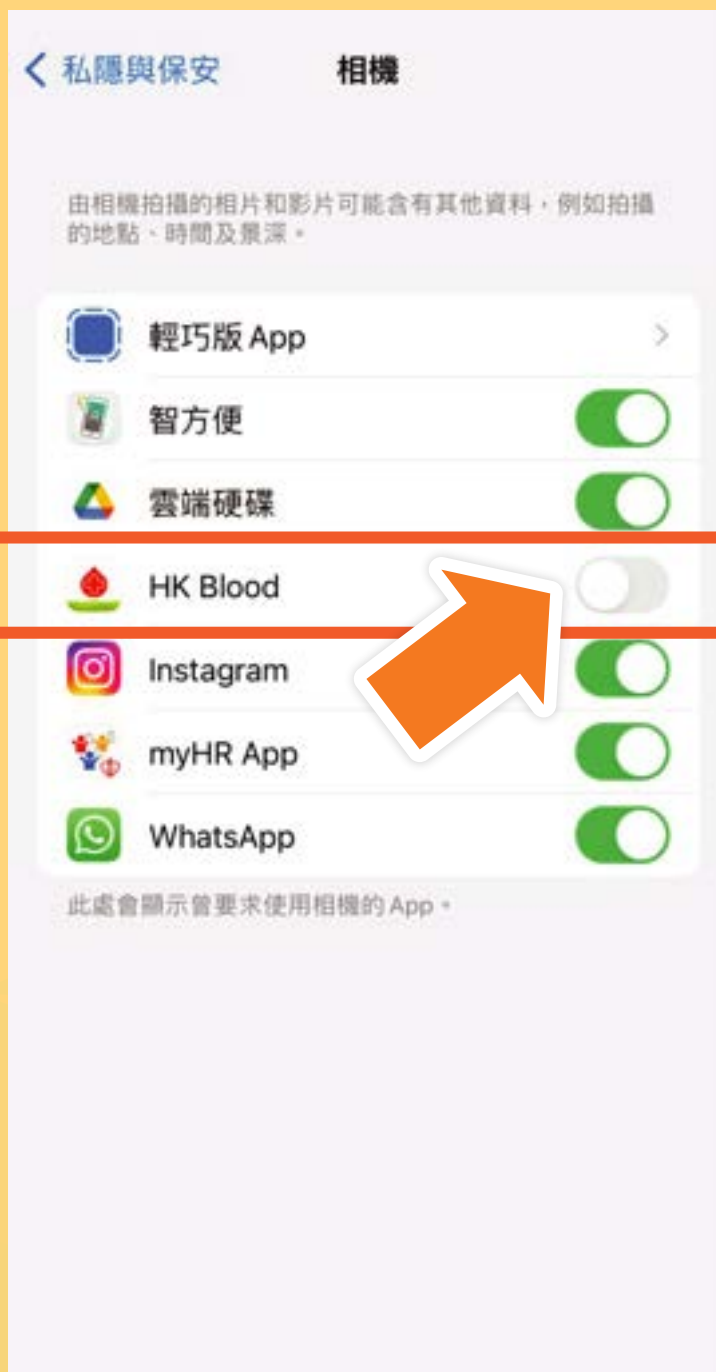 私隱與保安
相機
由相機拍攝的相片和影片可能含有其他資料，例如拍攝
的地點、時間及景深。
輕巧版 App
智方便
雲端硬碟
HK Blood
Instagram
myHR App
WhatsApp
此處會顯示曾要求使用相機的 App。